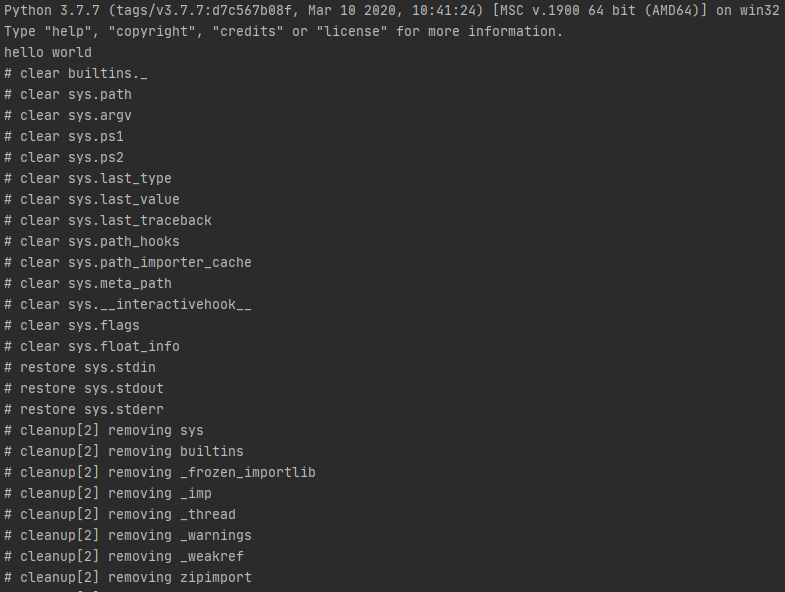 Python 3.7.7 (tags/v3.7.7:d7c567b08f, Mar 10 2020, 10:41:24) [MSC v.1900 64 bit (AMD64)] on win32
Type "help", "copyright", "credits" or "license" for more information.
hello world
# clear builtins._
# clear sys.path
# clear sys.argv
# clear sys.ps1
# clear sys.ps2
# clear sys.last_type
# clear sys.last_value
# clear sys.last_traceback
# clear sys.path_hooks
# clear sys.path_importer_cache
# clear sys.meta_path
# clear sys.__interactivehook__
# clear sys.flags
# clear sys.float_info
# restore sys.stdin
# restore sys.stdout
# restore sys.stderr
# cleanup[2] removing sys
# cleanup[2] removing builtins
# cleanup[2] removing _frozen_importlib
# cleanup[2] removing _imp
# cleanup[2] removing _thread
# cleanup[2] removing _warnings
# cleanup[2] removing _weakref
# cleanup[2] removing zipimport